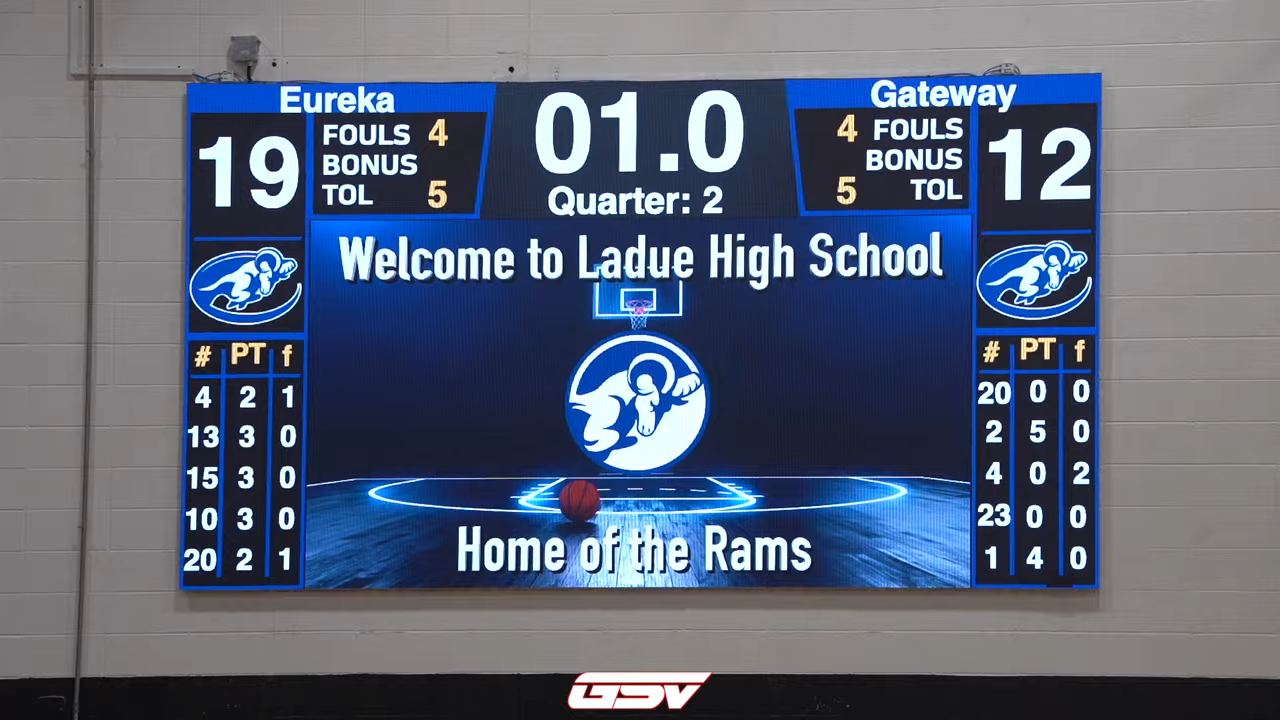 Eureka
19
FOULS 4
BONUS
TOL 5
01.0
Quarter: 2
Gateway
4 FOULS
BONUS
5 TOL
12
Welcome to Ladue High School
Home of the Rams
# PT f
4 2 1
13 3 0
15 3 0
10 3 0
20 2 1
# PT f
20 0 0
2 5 0
4 0 2
23 0 0
1 4 0
GSV